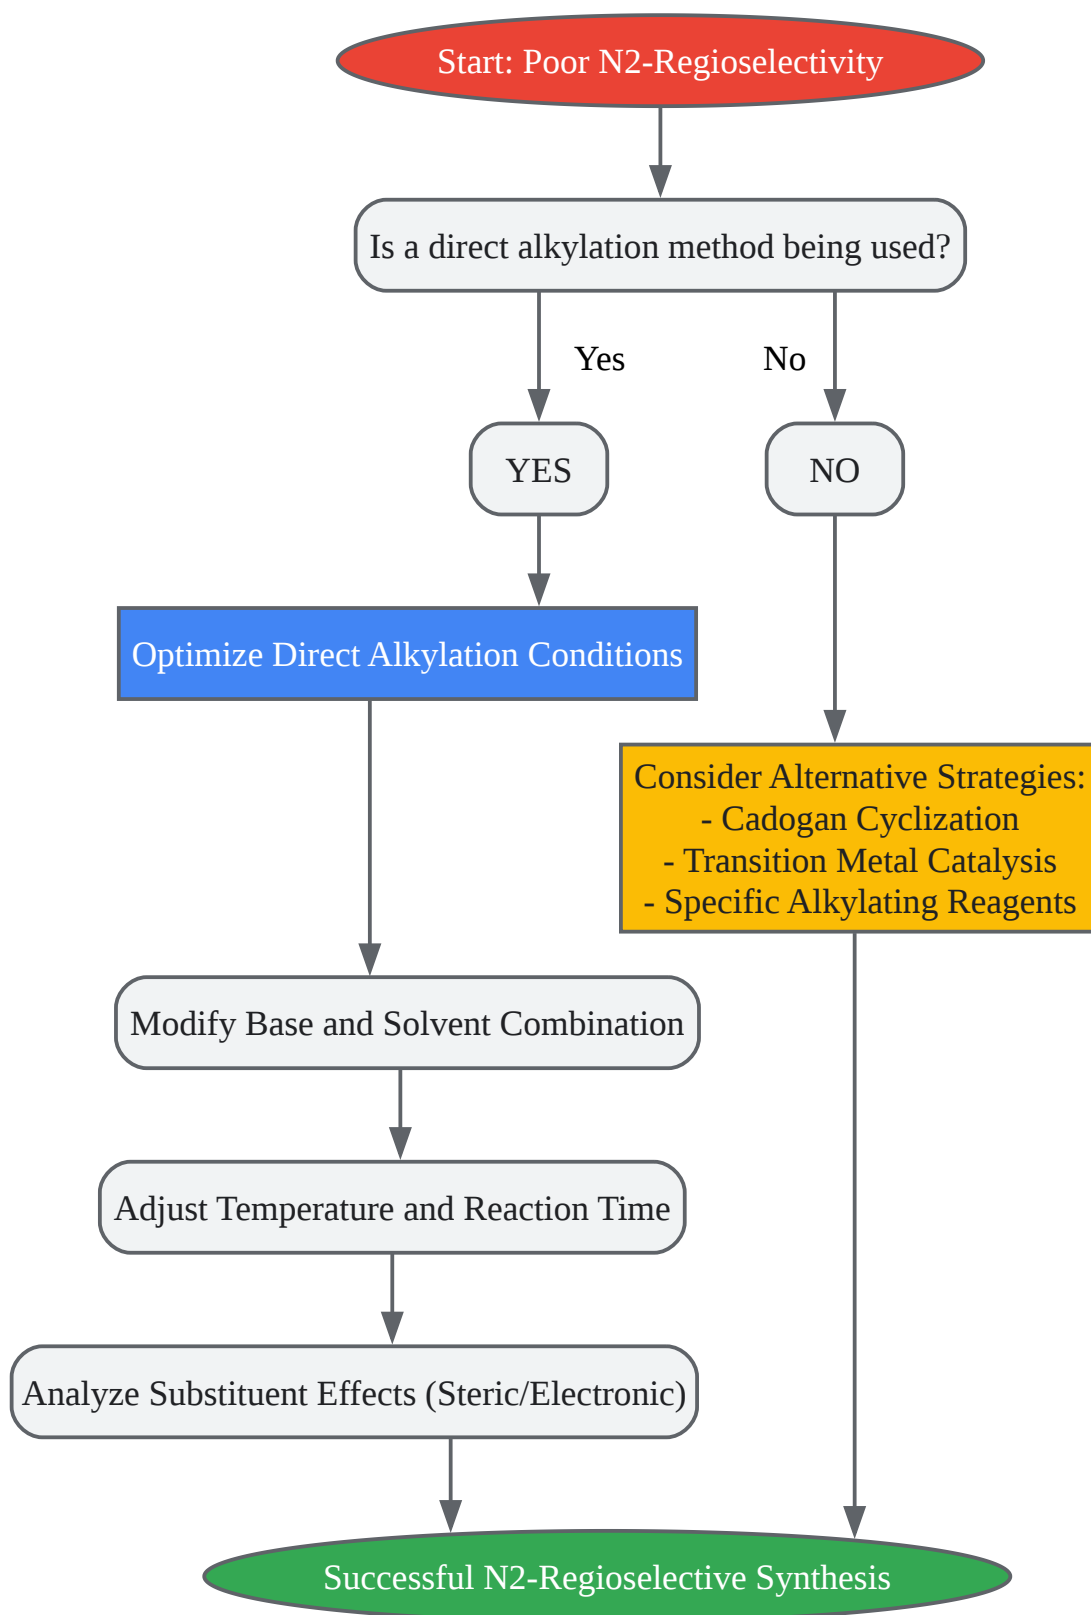 Start: Poor N2-Regioselectivity
Is a direct alkylation method being used?
Yes
No
YES
NO
Optimize Direct Alkylation Conditions
Consider Alternative Strategies:
- Cadogan Cyclization
- Transition Metal Catalysis
- Specific Alkylating Reagents
Modify Base and Solvent Combination
Adjust Temperature and Reaction Time
Analyze Substituent Effects (Steric/Electronic)
Successful N2-Regioselective Synthesis